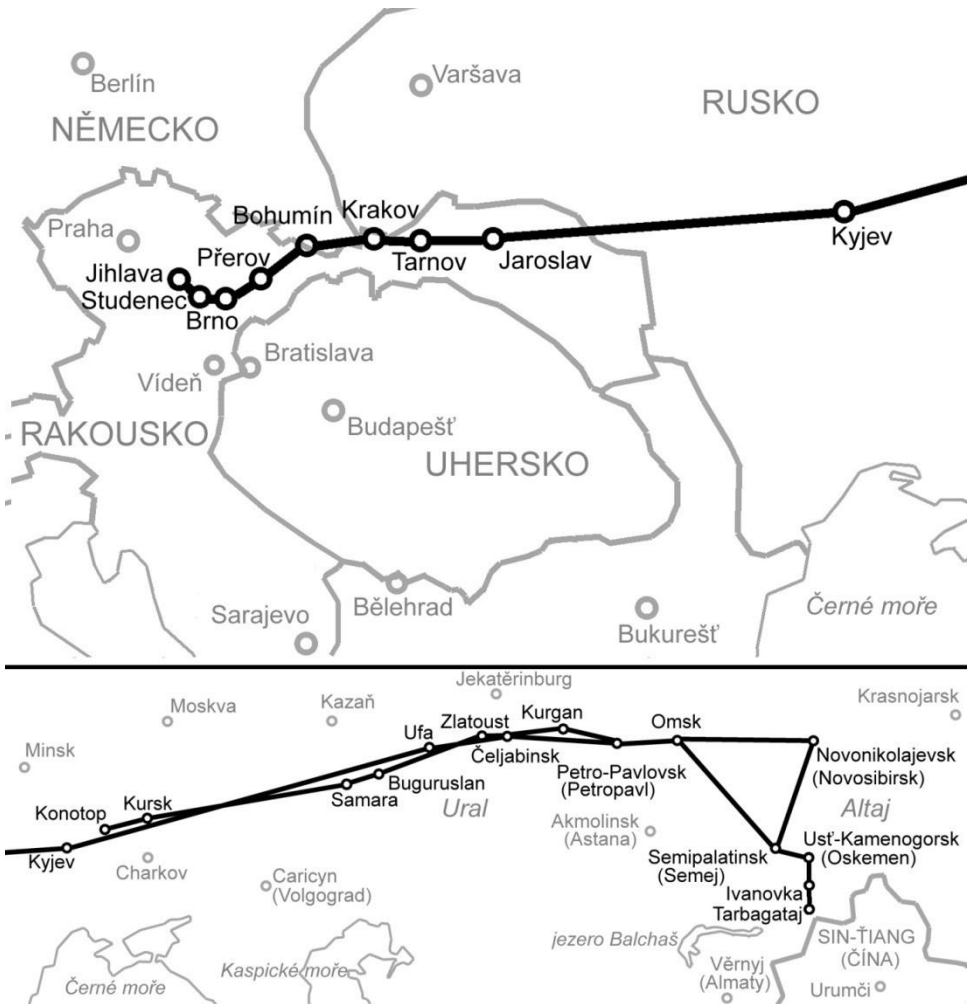 Berlín
Varšava
RUSKO
NĚMECKO
Praha
Bohumín
Krakov
Kyjev
Přerov
Tarnov
Jaroslav
Jihlava
Studenec
Brno
Bratislava
Vídeň
Budapešť
RAKOUSKO
UHERSKO
Bělehrad
Sarajevo
Bukurešť
Černé moře
Jekatěrinburg
Moskva
Kazaň
Krasnojarsk
Zlatoust
Kurgan
Omsk
Ufa
Minsk
Čeljabinsk
Novonikolajevsk
(Novosibirsk)
Buguruslan
Petro-Pavlovsk
(Petropavl)
Samara
Konotop
Kursk
Ural
Altaj
Akmolinsk
(Astana)
Kyjev
Charkov
Semipalatinsk
(Semej)
Usť-Kamenogorsk
(Oskemen)
Caricyn
(Volgograd)
Ivanovka
Tarbagataj
jezero Balchaš
SIN-ŤIANG
(ČÍNA)
Kaspické moře
Černé moře
Věrnyj
(Almaty)
Urumči